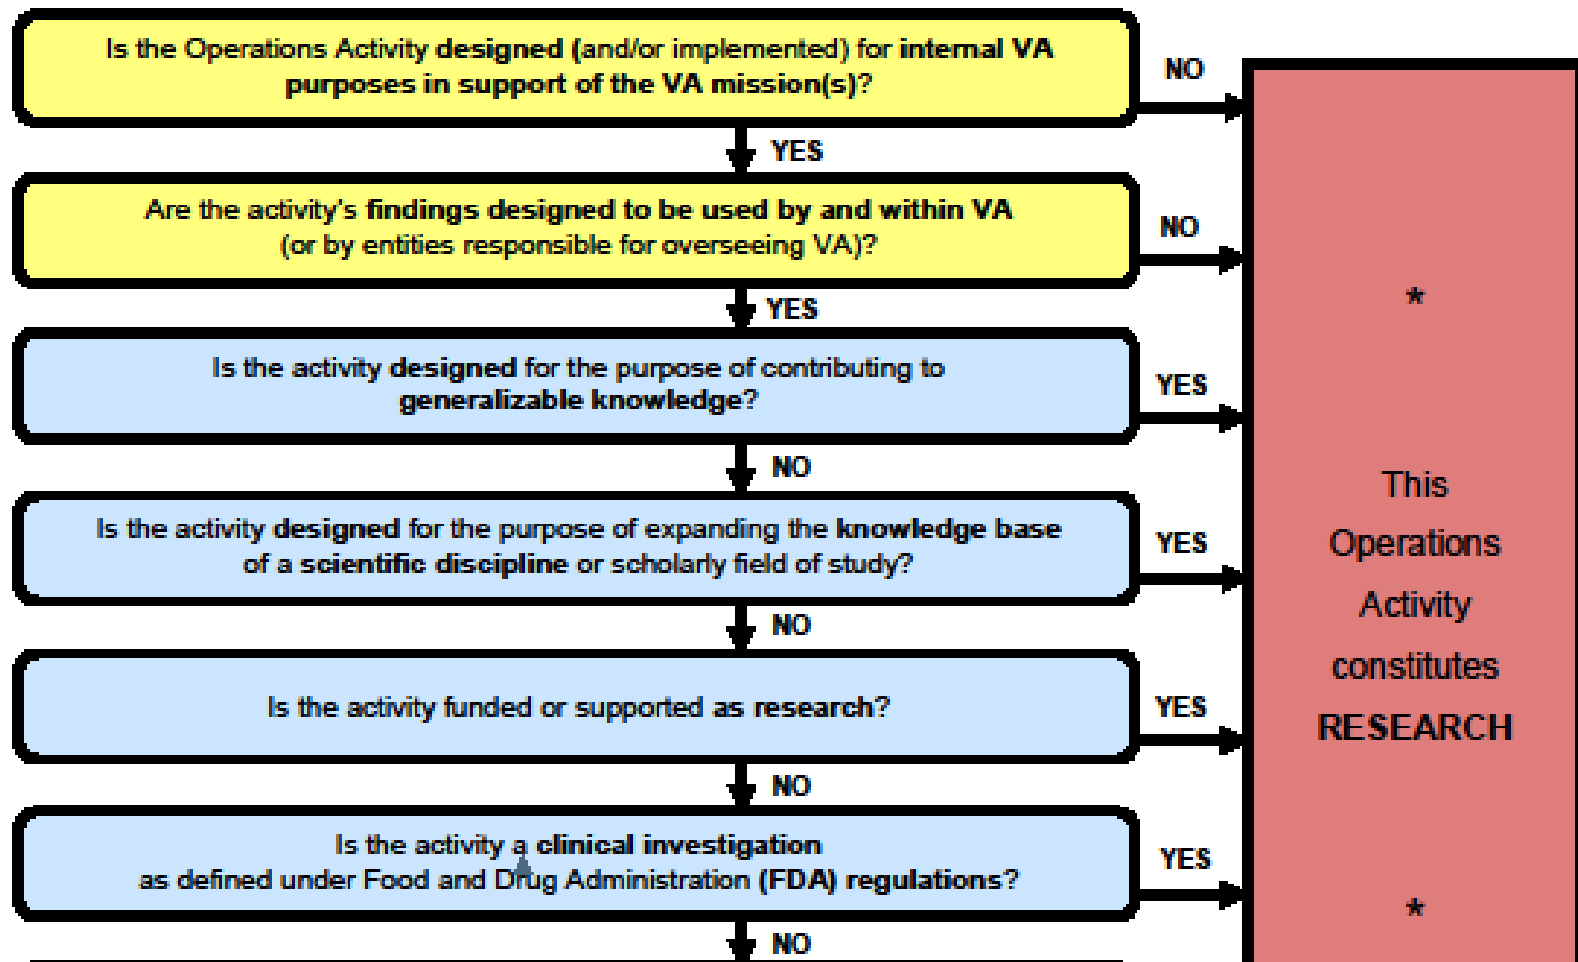 Is the Operations Activity designed (and/or implemented) for internal VA
purposes in support of the VA mission(s)?
NO
YES
Are the activity's findings designed to be used by and within VA
(or by entities responsible for overseeing VA)?
NO
YES
Is the activity designed for the purpose of contributing to
generalizable knowledge?
YES
NO
Is the activity designed for the purpose of expanding the knowledge base
of a scientific discipline or scholarly field of study?
YES
NO
Is the activity funded or supported as research?
YES
NO
Is the activity a clinical investigation
as defined under Food and Drug Administration (FDA) regulations?
YES
NO
*
This
Operations
Activity
constitutes
RESEARCH
*